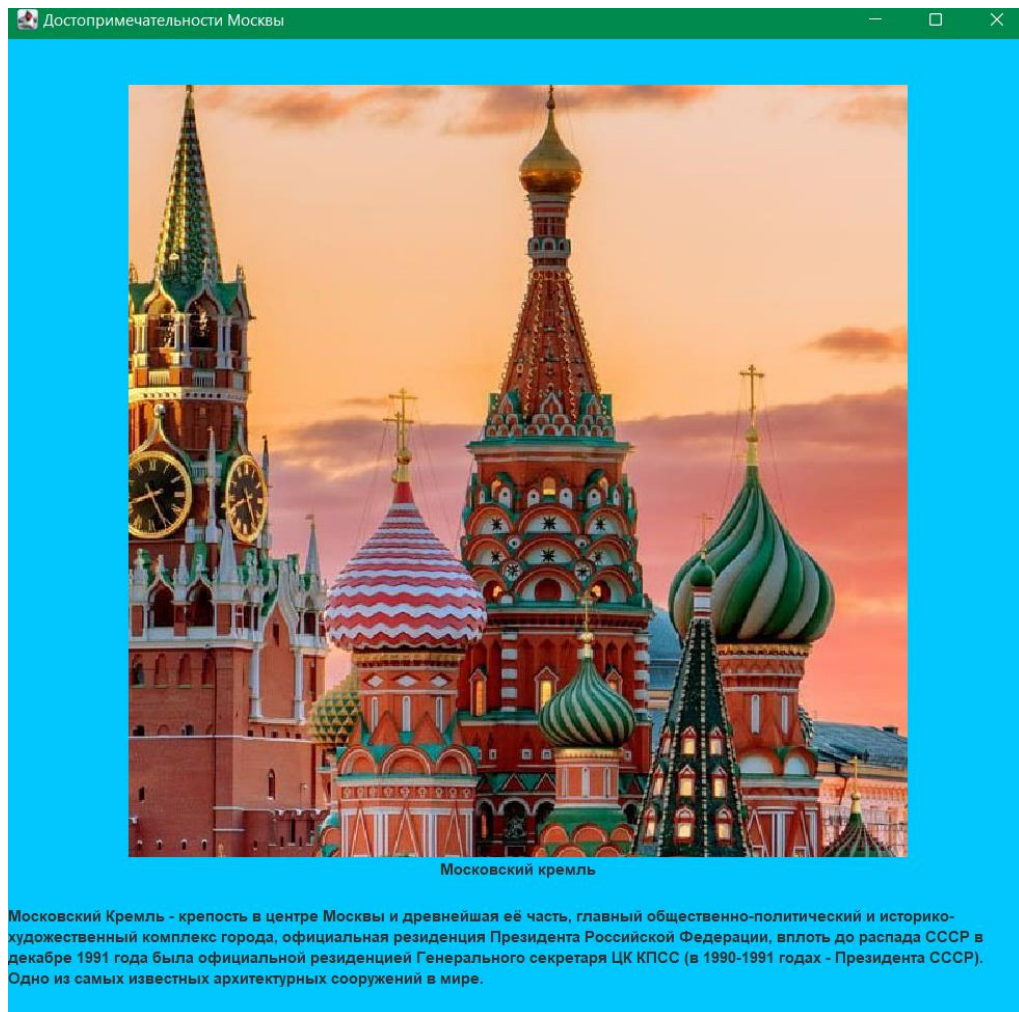 Достопримечательности Москвы
Московский кремль
Московский Кремль - крепость в центре Москвы и древнейшая её часть, главный общественно-политический и историко-
художественный комплекс города, официальная резиденция Президента Российской Федерации, вплоть до распада СССР в
декабре 1991 года была официальной резиденцией Генерального секретаря ЦК КПСС (в 1990-1991 годах - Президента СССР).
Одно из самых известных архитектурных сооружений в мире.